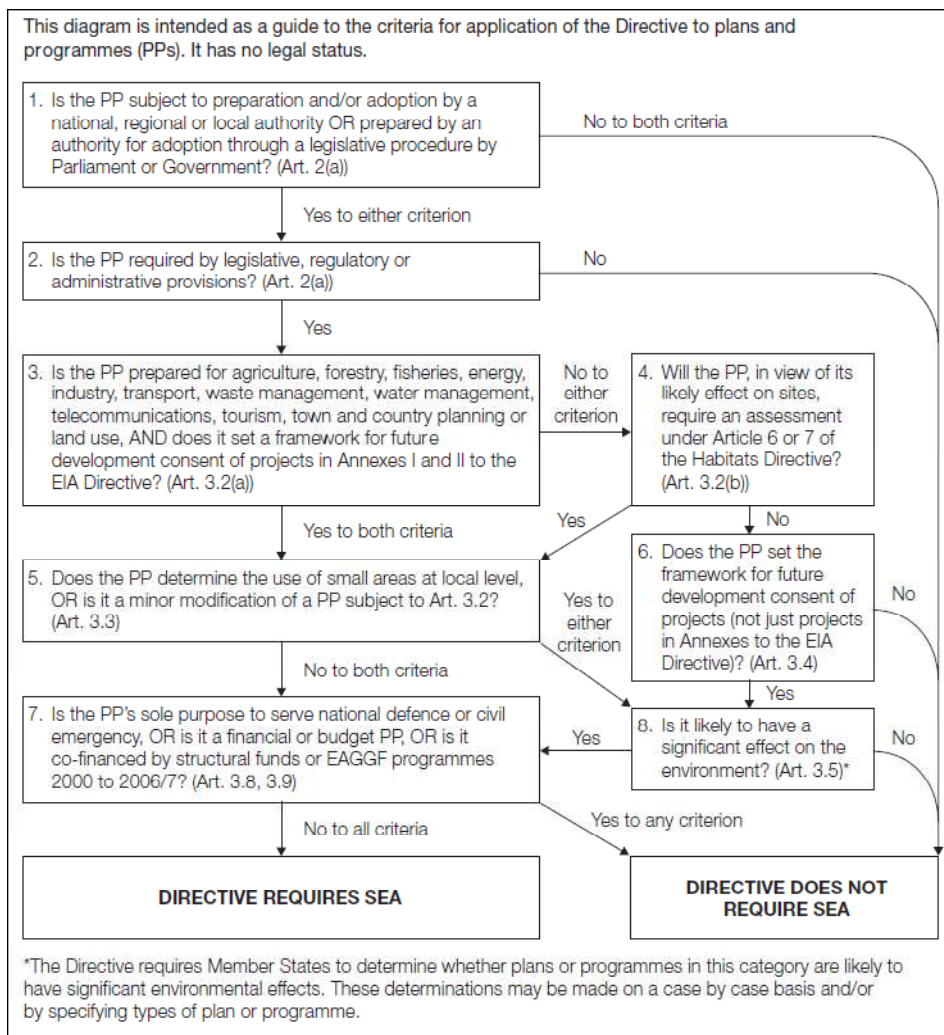 This diagram is intended as a guide to the criteria for application of the Directive to plans and
programmes (PPs). It has no legal status.
1. Is the PP subject to preparation and/or adoption by a
national, regional or local authority OR prepared by an
authority for adoption through a legislative procedure by
Parliament or Government? (Art. 2(a))
No to both criteria
Yes to either criterion
2. Is the PP required by legislative, regulatory or
administrative provisions? (Art. 2(a))
No
Yes
3. Is the PP prepared for agriculture, forestry, fisheries, energy,
industry, transport, waste management, water management,
telecommunications, tourism, town and country planning or
land use, AND does it set a framework for future
development consent of projects in Annexes I and II to the
EIA Directive? (Art. 3.2(a))
No to
either
criterion
4. Will the PP, in view of its
likely effect on sites,
require an assessment
under Article 6 or 7 of
the Habitats Directive?
(Art. 3.2(b))
Yes to both criteria
Yes
No
5. Does the PP determine the use of small areas at local level,
OR is it a minor modification of a PP subject to Art. 3.2?
(Art. 3.3)
Yes to
either
criterion
6. Does the PP set the
framework for future
development consent of
projects (not just projects
in Annexes to the EIA
Directive)? (Art. 3.4)
No
No to both criteria
Yes
7. Is the PP's sole purpose to serve national defence or civil
emergency, OR is it a financial or budget PP, OR is it
co-financed by structural funds or EAGGF programmes
2000 to 2006/7? (Art. 3.8, 3.9)
Yes
8. Is it likely to have a
significant effect on the
environment? (Art. 3.5)*
No
No to all criteria
Yes to any criterion
DIRECTIVE REQUIRES SEA
DIRECTIVE DOES NOT
REQUIRE SEA
*The Directive requires Member States to determine whether plans or programmes in this category are likely to
have significant environmental effects. These determinations may be made on a case by case basis and/or
by specifying types of plan or programme.